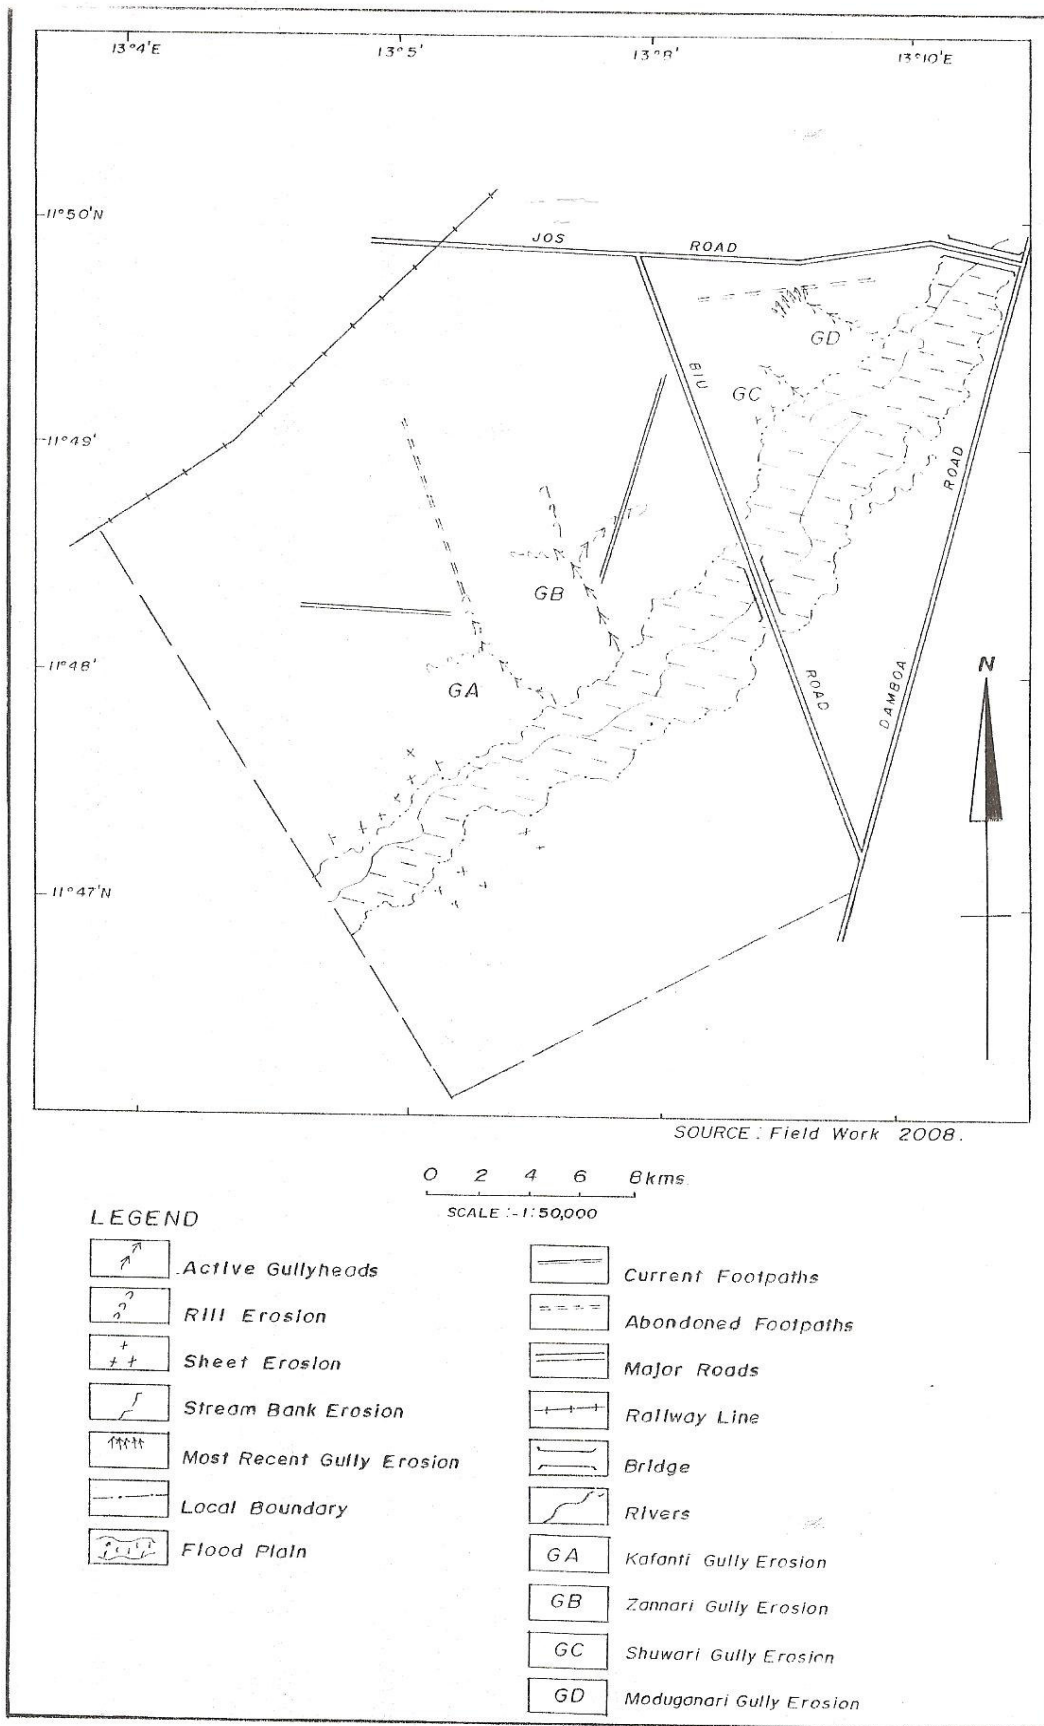 13°4'E 13°5' 13°8' 13°10'E
11°50'N
JOS ROAD
GD
BIU
GC
11°49'
ROAD
GB
11°48'
GA
ROAD
DAMBOA
N
11°47'N
SOURCE : Field Work 2008.
0 2 4 6 8kms
SCALE :-1:50,000
LEGEND
Active Gullyheads
Rill Erosion
Sheet Erosion
Stream Bank Erosion
Most Recent Gully Erosion
Local Boundary
Flood Plain
Current Footpaths
Abondoned Footpaths
Major Roads
Railway Line
Bridge
Rivers
GA Kafanti Gully Erosion
GB Zannari Gully Erosion
GC Shuwari Gully Erosion
GD Moduganari Gully Erosion